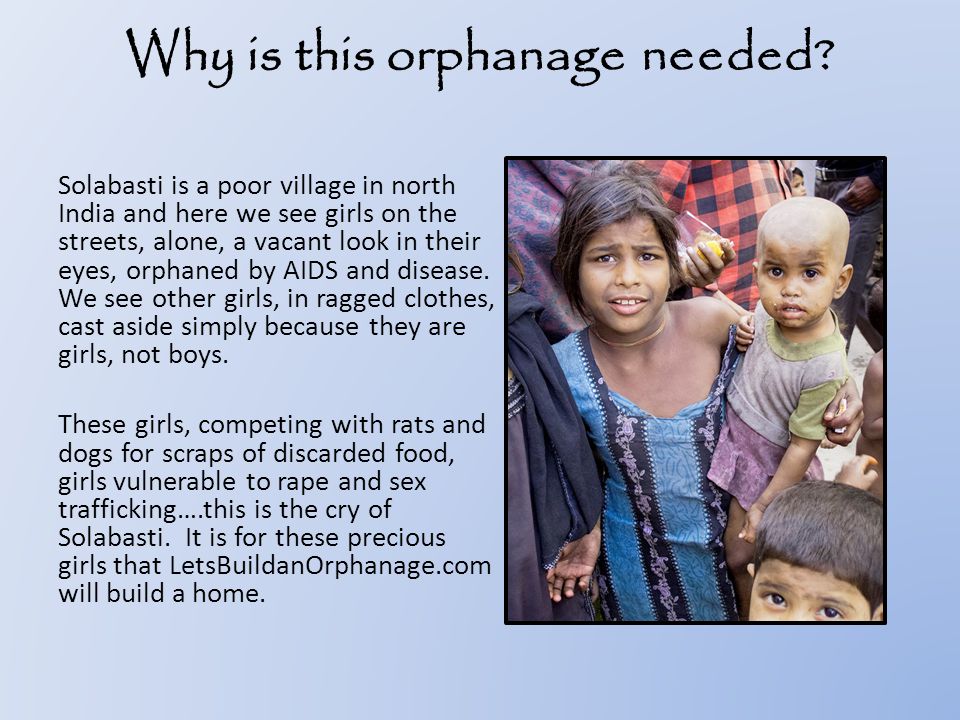 Why is this orphanage needed?
Solabasti is a poor village in north
India and here we see girls on the
streets, alone, a vacant look in their
eyes, orphaned by AIDS and disease.
We see other girls, in ragged clothes,
cast aside simply because they are
girls, not boys.
These girls, competing with rats and
dogs for scraps of discarded food,
girls vulnerable to rape and sex
trafficking....this is the cry of
Solabasti.  It is for these precious
girls that LetsBuildanOrphanage.com
will build a home.